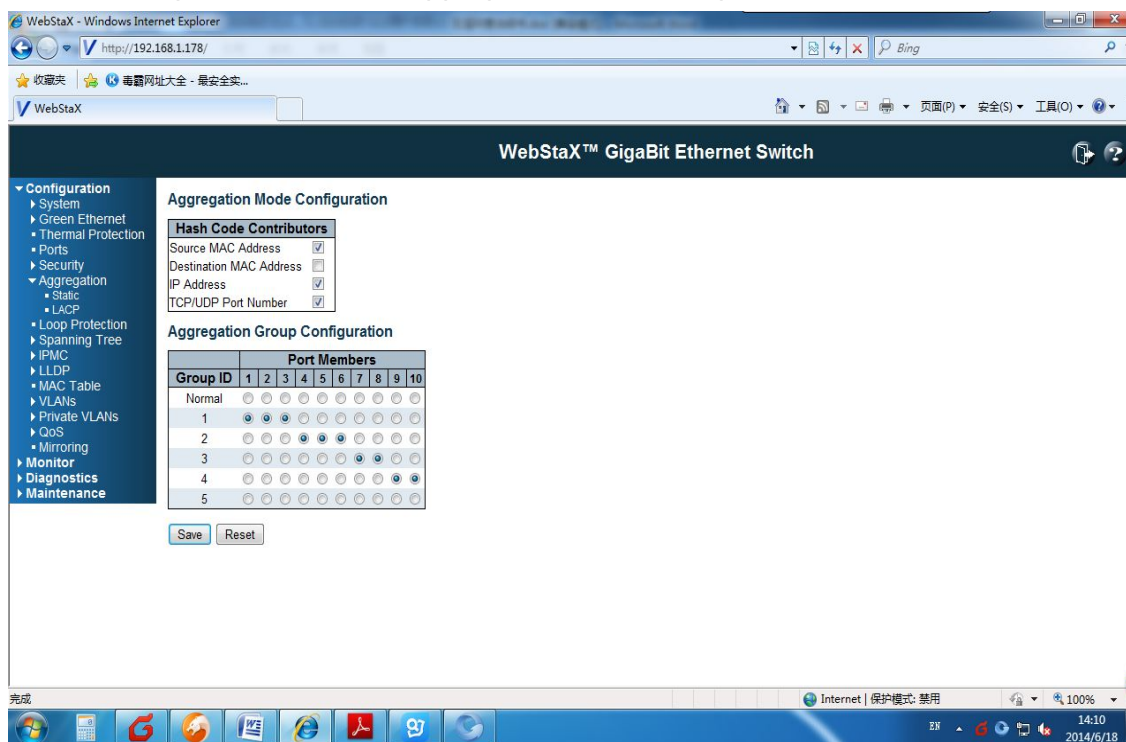 WebStaX - Windows Internet Explorer
http://192.168.1.178/
Bing
收藏夹 毒霸网址大全 - 最安全实...
WebStaX
页面(P) 安全(S) 工具(O)
WebStaX™ GigaBit Ethernet Switch
Configuration
System
Green Ethernet
Thermal Protection
Ports
Security
Aggregation
Static
LACP
Loop Protection
Spanning Tree
IPMC
LLDP
MAC Table
VLANs
Private VLANs
QoS
Mirroring
Monitor
Diagnostics
Maintenance
Aggregation Mode Configuration
Hash Code Contributors
Source MAC Address
Destination MAC Address
IP Address
TCP/UDP Port Number
Aggregation Group Configuration
Port Members
Group ID 1 2 3 4 5 6 7 8 9 10
Normal
1
2
3
4
5
Save Reset
完成
Internet | 保护模式: 禁用
100%
EN
14:10
2014/6/18